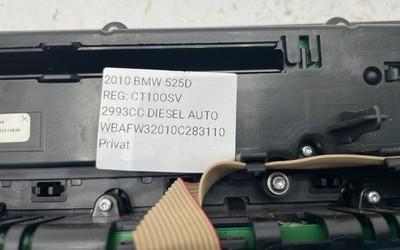 2010 BMW 525D
REG: CT10OSV
2993CC DIESEL AUTO
WBAFW32010C283110
Privat